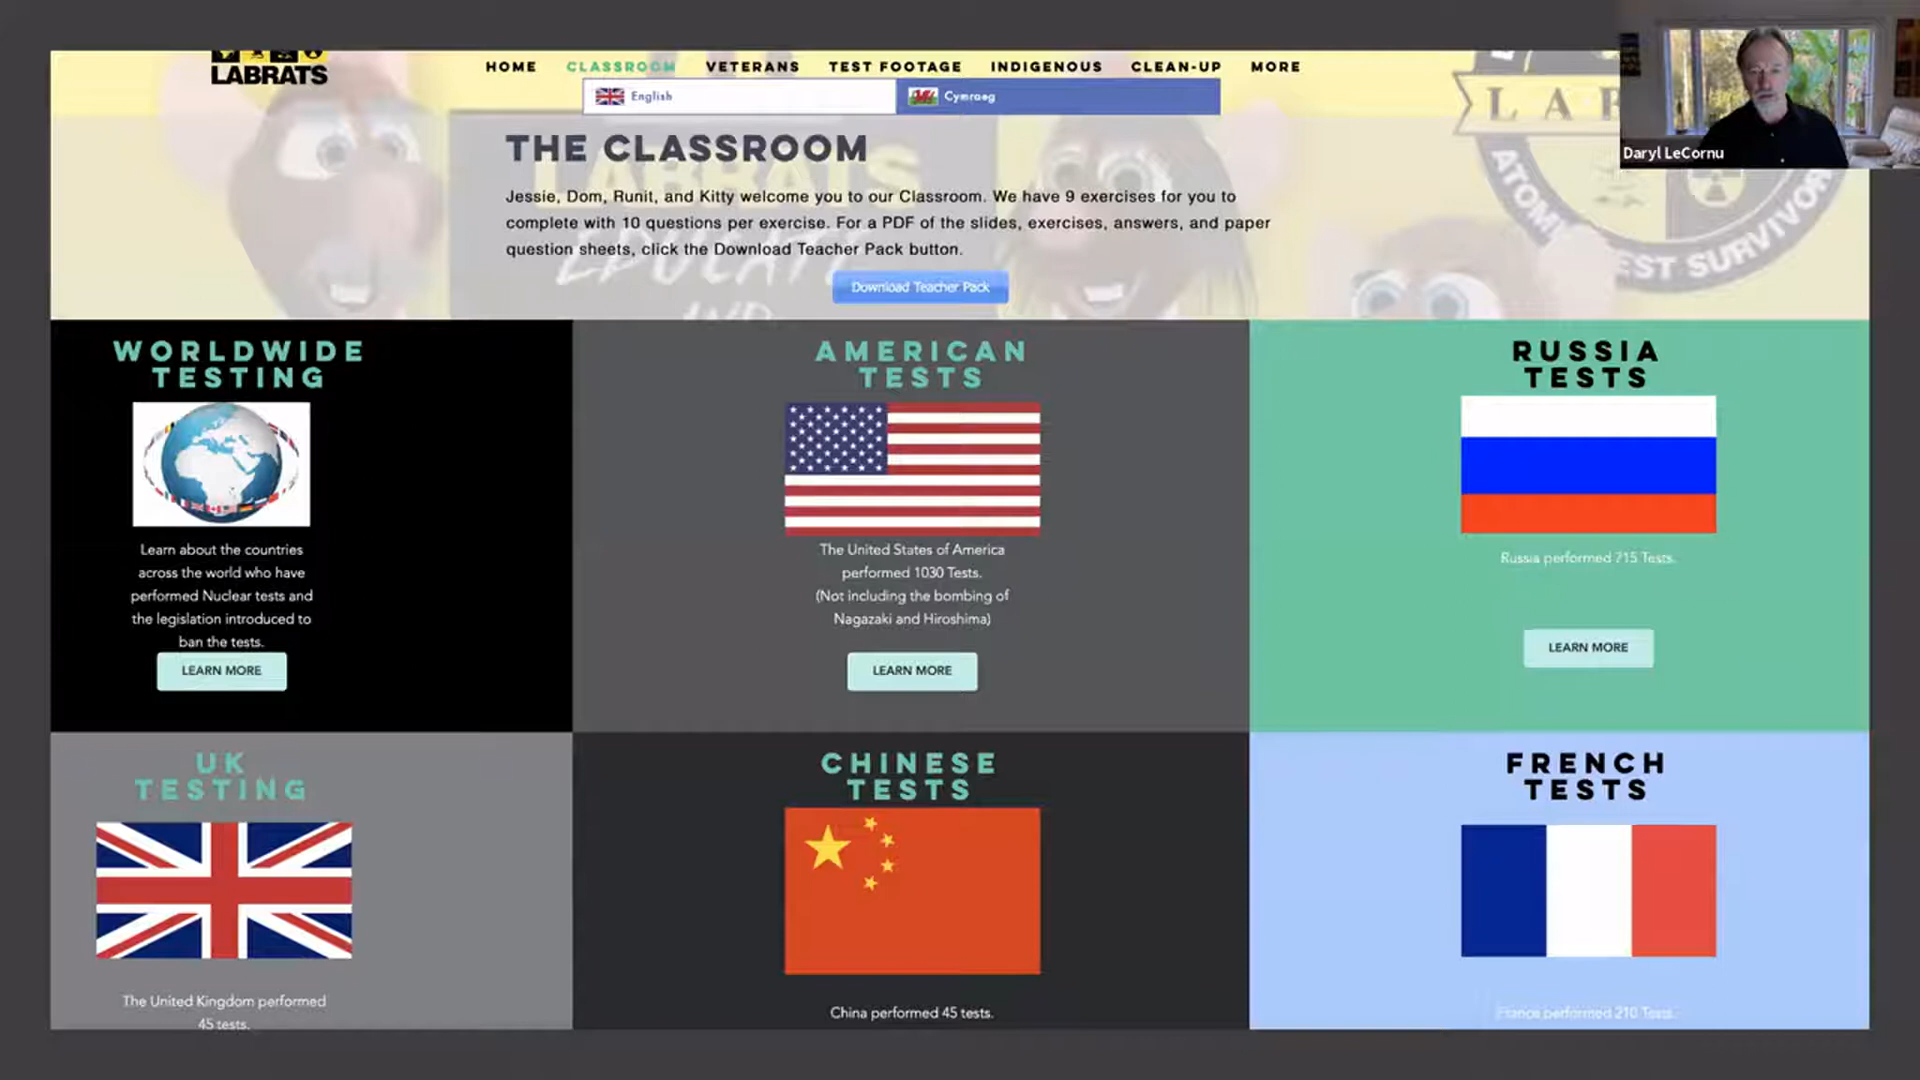 LABRATS
HOME CLASSROOM VETERANS TEST FOOTAGE INDIGENOUS CLEAN-UP MORE
English Cymraeg
THE CLASSROOM
Jessie, Dom, Runit, and Kitty welcome you to our Classroom. We have 9 exercises for you to
complete with 10 questions per exercise. For a PDF of the slides, exercises, answers, and paper
question sheets, click the Download Teacher Pack button.
Download Teacher Pack
EDUCATE
AND
LAB
ATOMI
EST SURVIVOR
Daryl LeCornu
WORLDWIDE
TESTING
Learn about the countries
across the world who have
performed Nuclear tests and
the legislation introduced to
ban the tests.
LEARN MORE
AMERICAN
TESTS
The United States of America
performed 1030 Tests.
(Not including the bombing of
Nagazaki and Hiroshima)
LEARN MORE
RUSSIA
TESTS
Russia performed 715 Tests.
LEARN MORE
UK
TESTING
The United Kingdom performed
45 tests.
CHINESE
TESTS
China performed 45 tests.
FRENCH
TESTS
France performed 210 Tests.